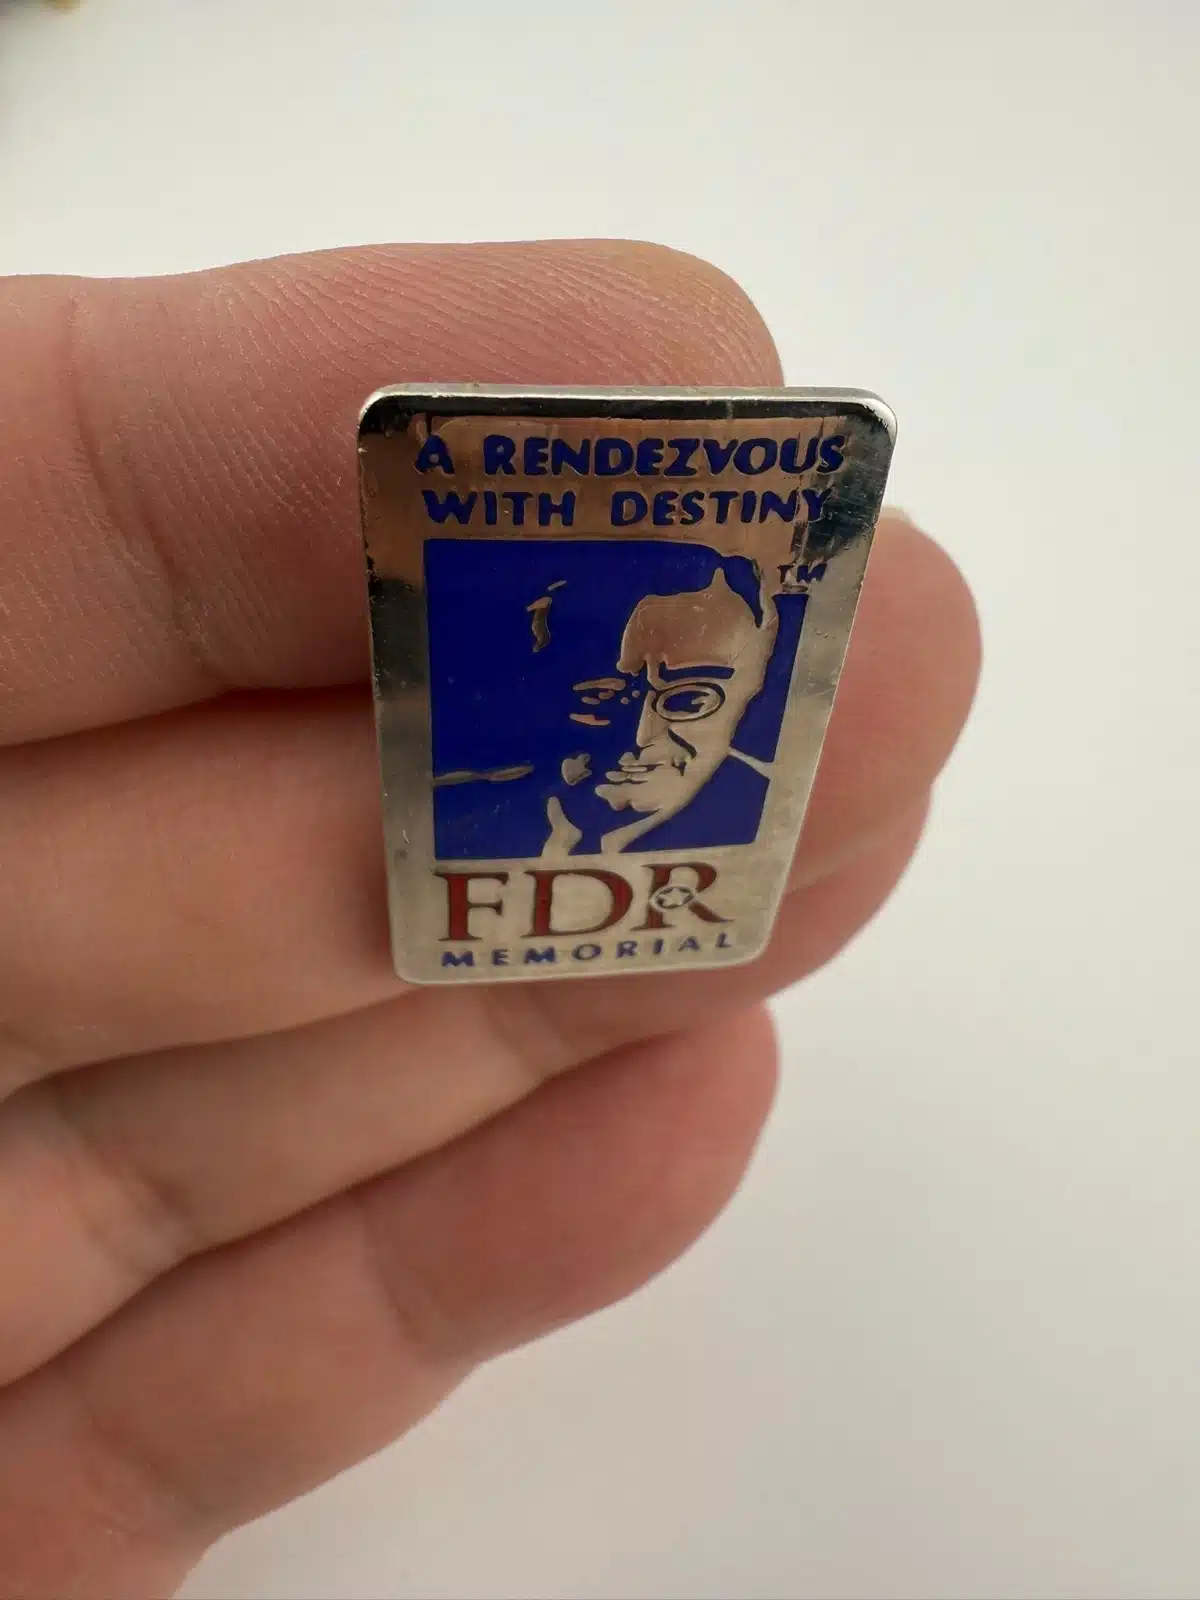 A RENDEZVOUS
WITH DESTINY
TM
FDR
MEMORIAL